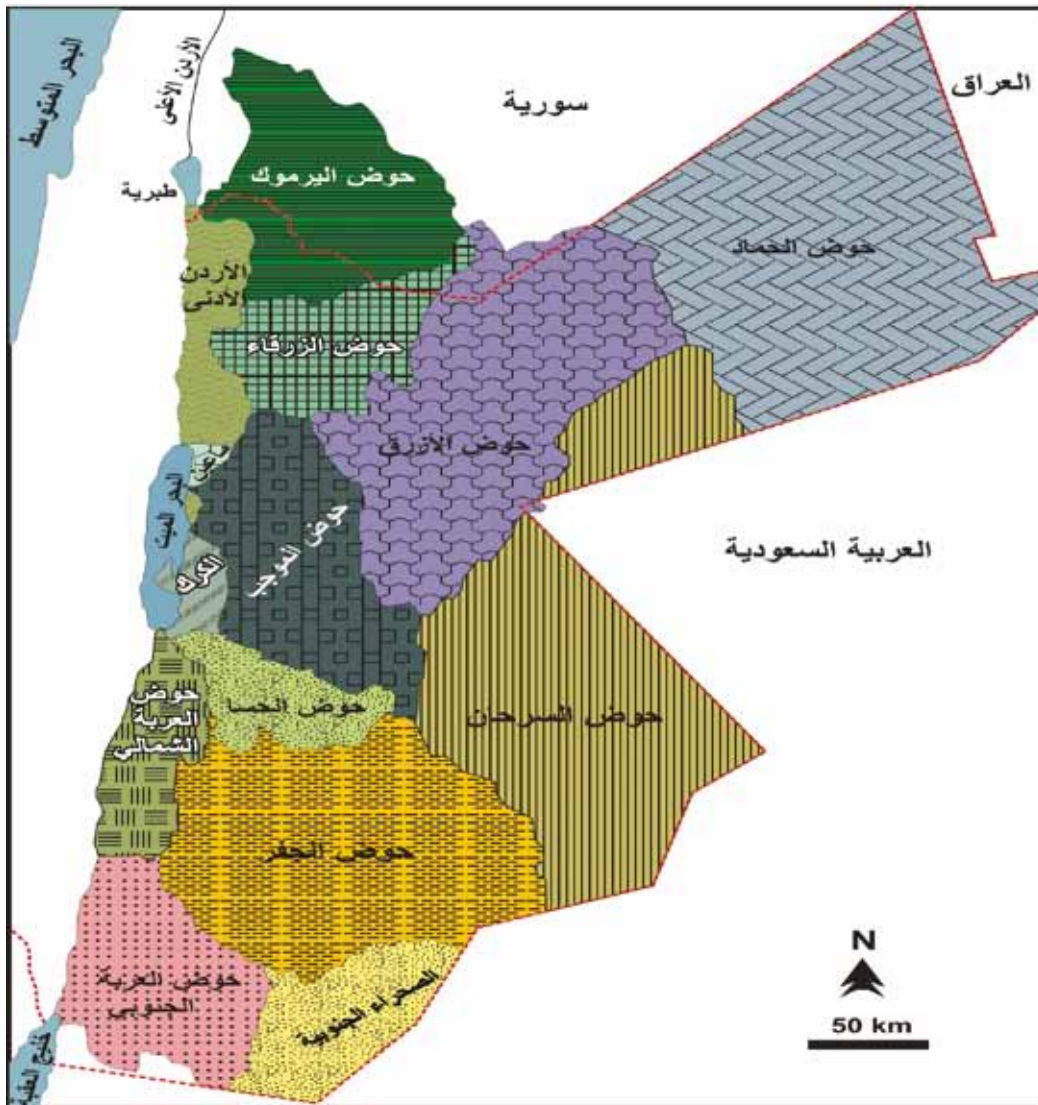 البحر المتوسط
الأردن الأعلى
سورية
العراق
طبرية
حوض اليرموك
حوض الحماد
الأردن
الأدنى
حوض الزرقاء
حوض الأزرق
البحر الميت
حوض الموجب
الكرك
العربية السعودية
حوض
العربة
الشمالي
حوض الحسا
حوض السرحان
حوض الجفر
حوض العربة
الجنوبي
الصحراء الجنوبية
خليج العقبة
N
50 km